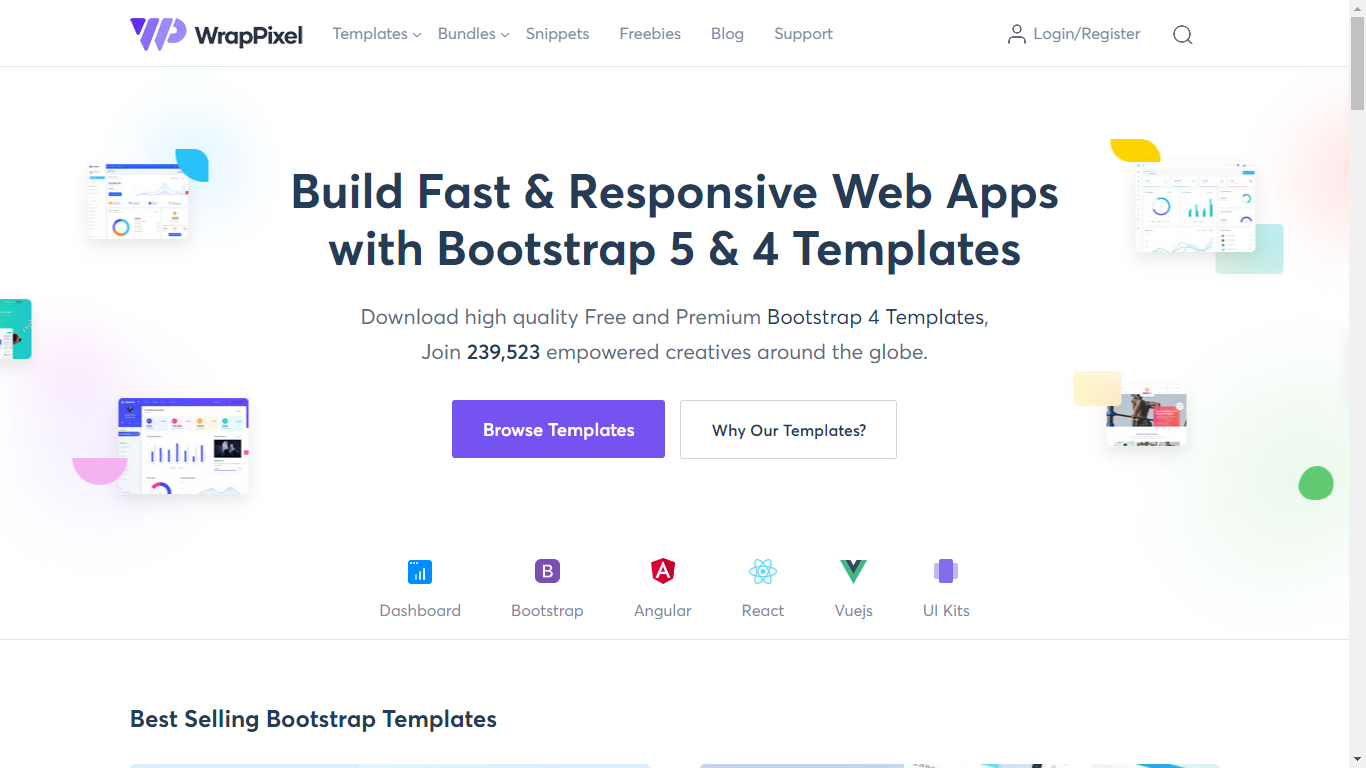 WrapPixel
Templates
Bundles
Snippets
Freebies
Blog
Support
Login/Register
Build Fast & Responsive Web Apps
with Bootstrap 5 & 4 Templates
Download high quality Free and Premium Bootstrap 4 Templates,
Join 239,523 empowered creatives around the globe.
Browse Templates
Why Our Templates?
Dashboard
Bootstrap
Angular
React
Vuejs
UI Kits
Best Selling Bootstrap Templates